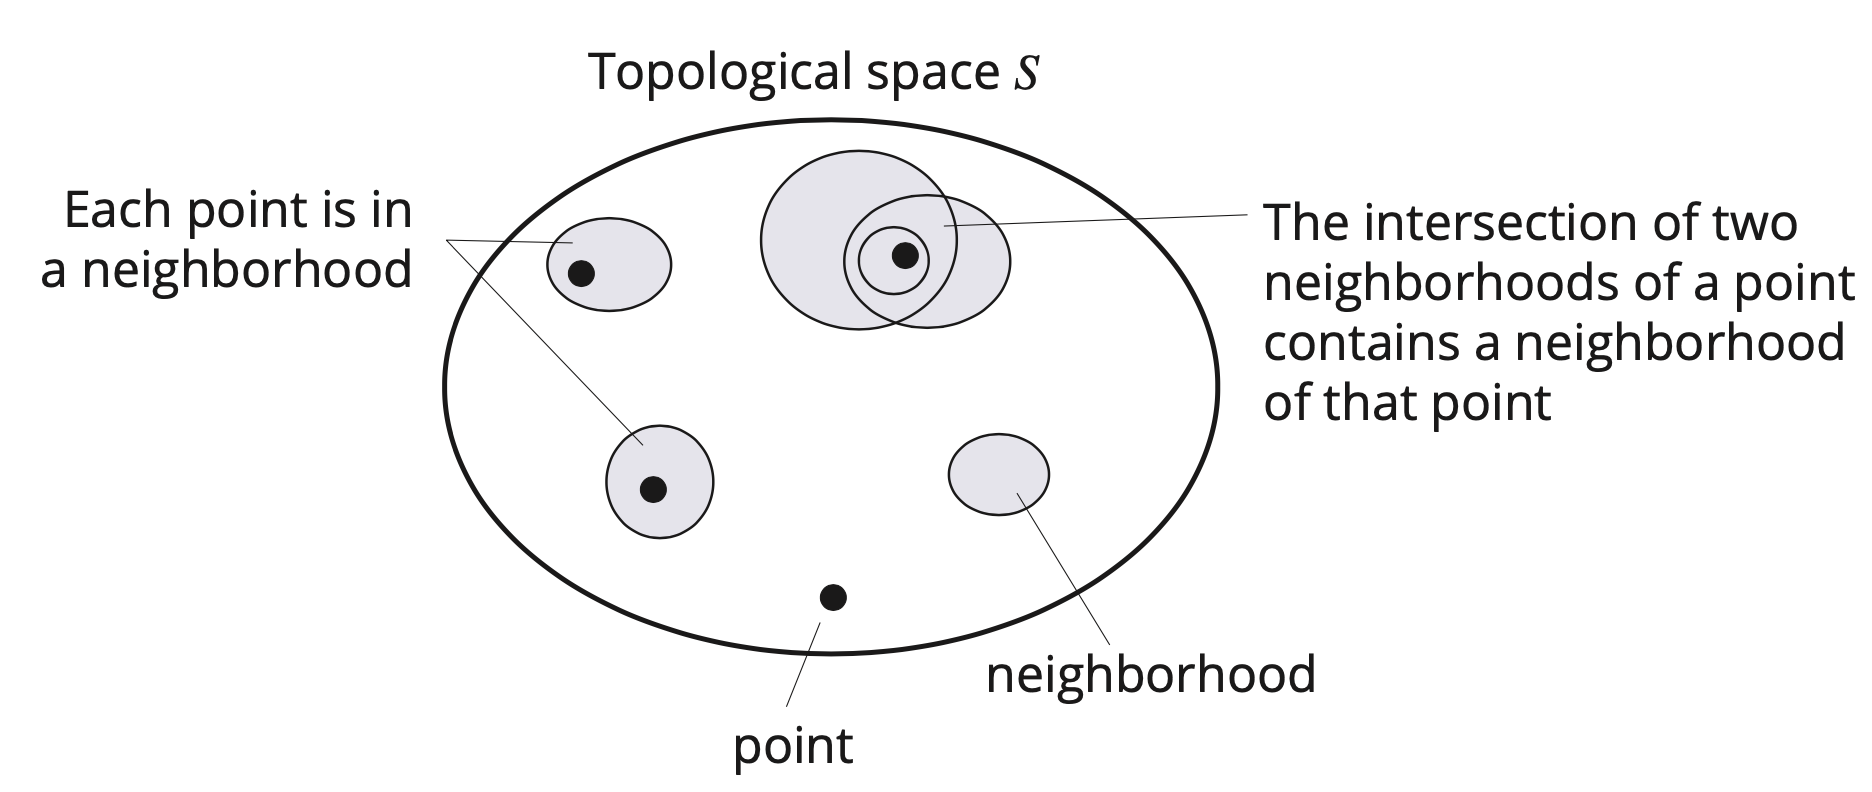 Topological space S
Each point is in
a neighborhood
The intersection of two
neighborhoods of a point
contains a neighborhood
of that point
neighborhood
point